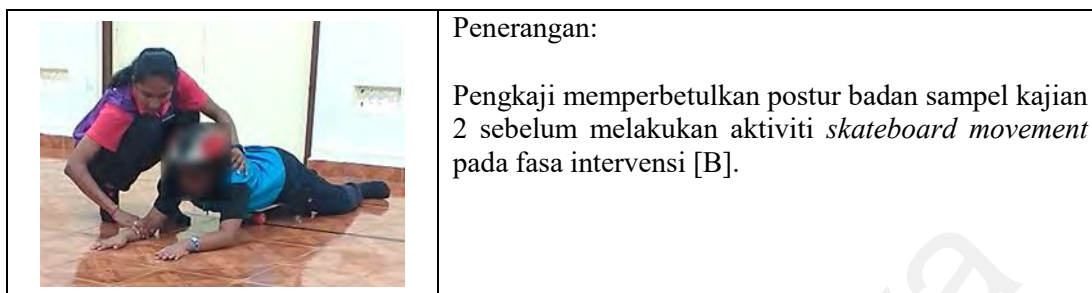 Penerangan:
Pengkaji memperbetulkan postur badan sampel kajian
2 sebelum melakukan aktiviti skateboard movement
pada fasa intervensi [B].